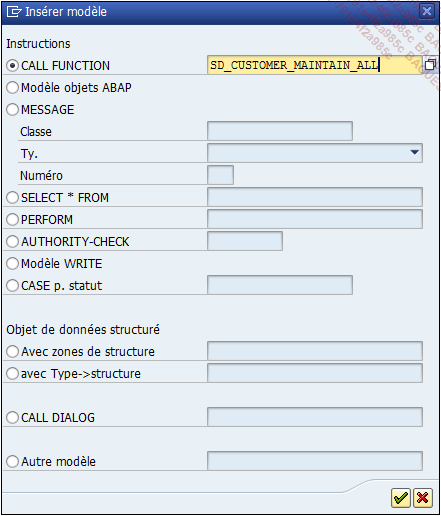 Insérer modèle
Instructions
CALL FUNCTION SD_CUSTOMER_MAINTAIN_ALL
Modèle objets ABAP
MESSAGE
Classe
Ty.
Numéro
SELECT * FROM
PERFORM
AUTHORITY-CHECK
Modèle WRITE
CASE p. statut
Objet de données structuré
Avec zones de structure
avec Type->structure
CALL DIALOG
Autre modèle